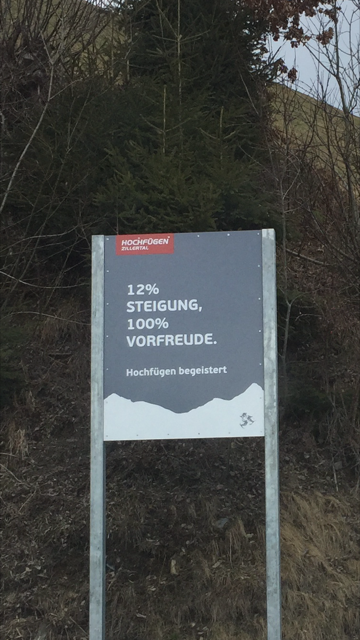 HOCHFÜGEN
ZILLERTAL
12%
STEIGUNG,
100%
VORFREUDE.
Hochfügen begeistert